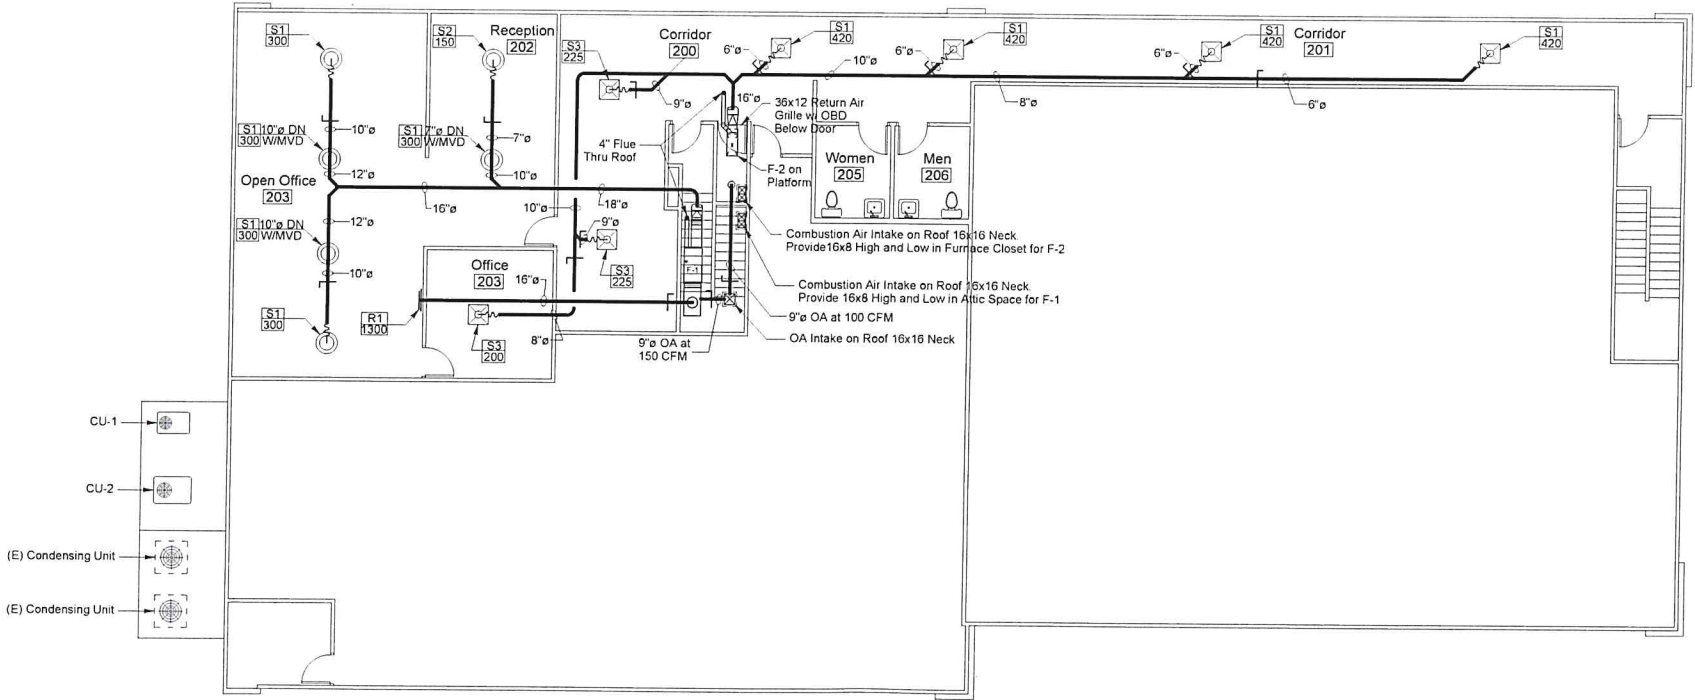 S1
300
S2
150
Reception
202
S3
225
Corridor
200
6"ø
S1
420
6"ø
S1
420
6"ø
S1
420
Corridor
201
S1
420
10"ø
9"ø
16"ø
8"ø
6"ø
36x12 Return Air
Grille w/ OBD
Below Door
S1
300
10"ø DN
W/MVD
10"ø
S1
300
7"ø DN
W/MVD
7"ø
4" Flue
Thru Roof
12"ø
10"ø
F-2 on
Platform
Women
205
Men
206
Open Office
203
16"ø
18"ø
10"ø
9"ø
S1
300
10"ø DN
W/MVD
12"ø
10"ø
Combustion Air Intake on Roof 16x16 Neck
Provide16x8 High and Low in Furnace Closet for F-2
Office
203
16"ø
S3
225
F-1
Combustion Air Intake on Roof 16x16 Neck
Provide 16x8 High and Low in Attic Space for F-1
S1
300
R1
1300
S3
200
8"ø
9"ø OA at
150 CFM
9"ø OA at 100 CFM
OA Intake on Roof 16x16 Neck
CU-1
CU-2
(E) Condensing Unit
(E) Condensing Unit